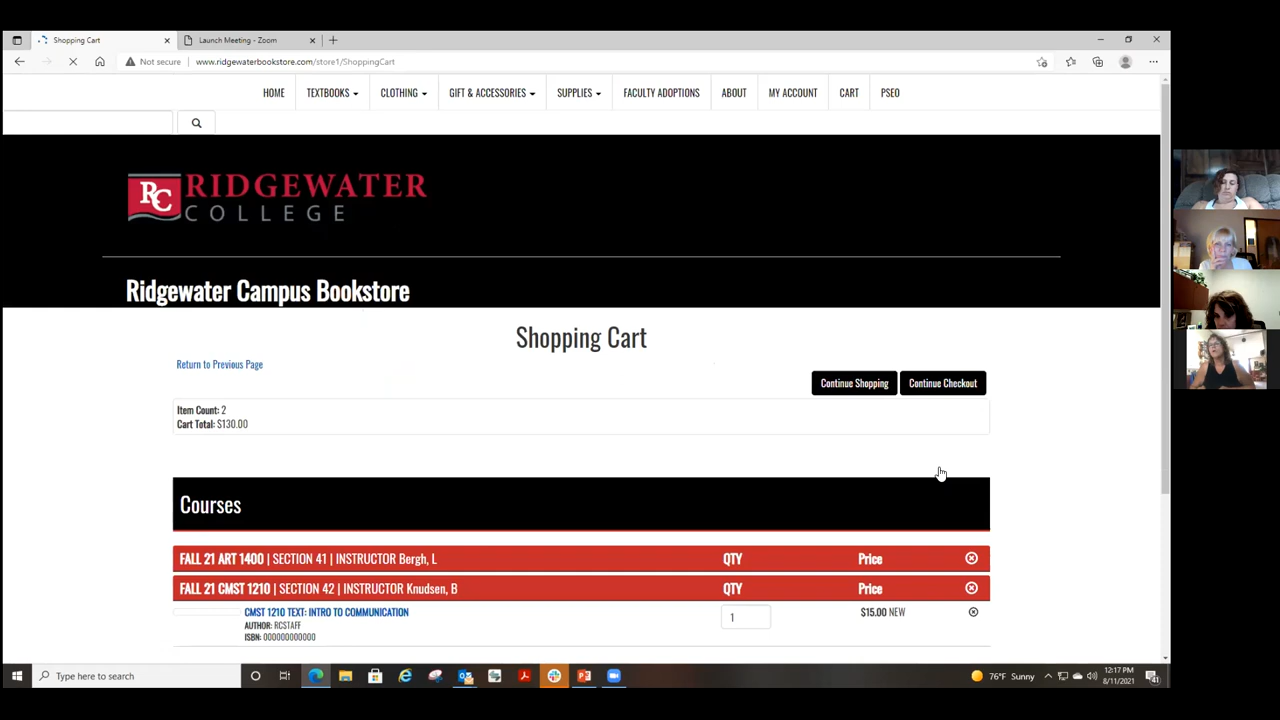 Shopping Cart
Launch Meeting - Zoom
Not secure
www.ridgewaterbookstore.com/store1/ShoppingCart
HOME TEXTBOOKS CLOTHING GIFT & ACCESSORIES SUPPLIES FACULTY ADOPTIONS ABOUT MY ACCOUNT CART PSEO
RC RIDGEWATER
COLLEGE
Ridgewater Campus Bookstore
Shopping Cart
Return to Previous Page
Continue Shopping Continue Checkout
Item Count: 2
Cart Total: $130.00
Courses
FALL 21 ART 1400 | SECTION 41 | INSTRUCTOR Bergh, L QTY Price
FALL 21 CMST 1210 | SECTION 42 | INSTRUCTOR Knudsen, B QTY Price
CMST 1210 TEXT: INTRO TO COMMUNICATION 1 $15.00 NEW
AUTHOR: RCSTAFF
ISBN: 000000000000
Type here to search
76°F Sunny
12:17 PM
8/11/2021
41